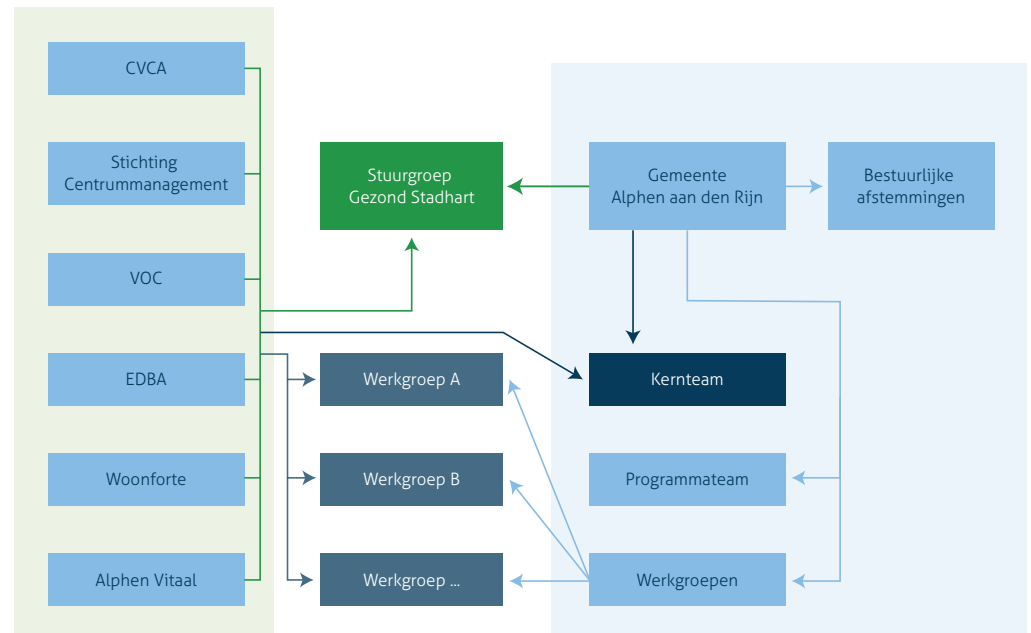 CVCA
Stichting
Centrummanagement
VOC
EDBA
Woonforte
Alphen Vitaal
Stuurgroep
Gezond Stadhart
Werkgroep A
Werkgroep B
Werkgroep ...
Gemeente
Alphen aan den Rijn
Bestuurlijke
afstemmingen
Kernteam
Programmateam
Werkgroepen